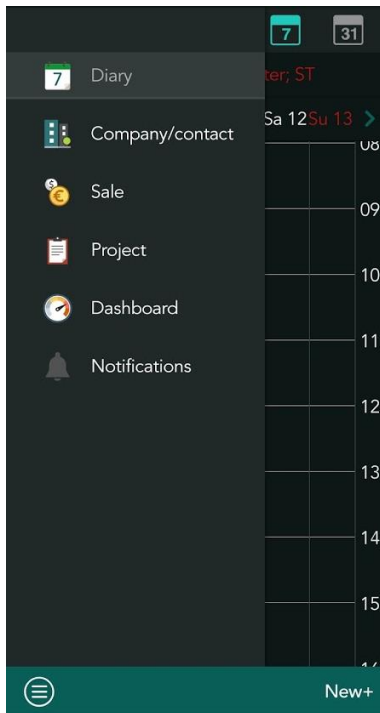 7
31
7 Diary
ter; ST
Company/contact
Sa 12 Su 13
08
Sale
09
Project
10
Dashboard
11
Notifications
12
13
14
15
New+